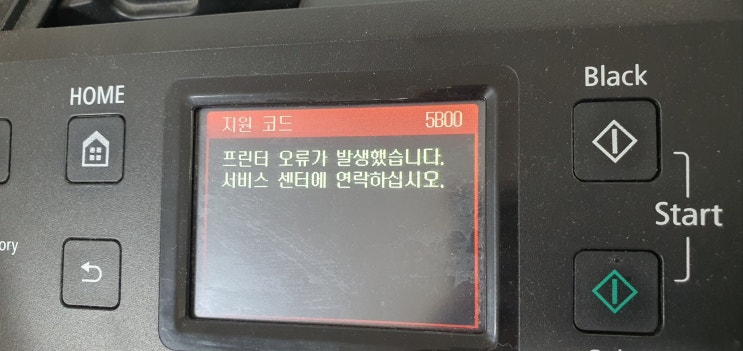 HOME
Black
지원 코드 5B00
프린터 오류가 발생했습니다.
서비스 센터에 연락하십시오.
Start
ory